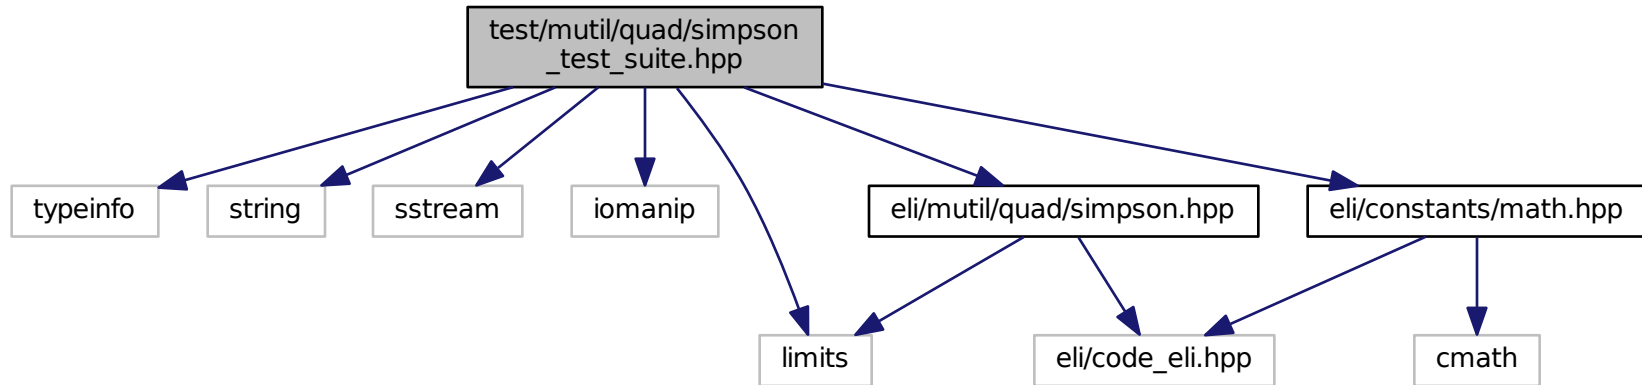 test/mutil/quad/simpson
_test_suite.hpp
typeinfo
string
sstream
iomanip
eli/mutil/quad/simpson.hpp
eli/constants/math.hpp
limits
eli/code_eli.hpp
cmath